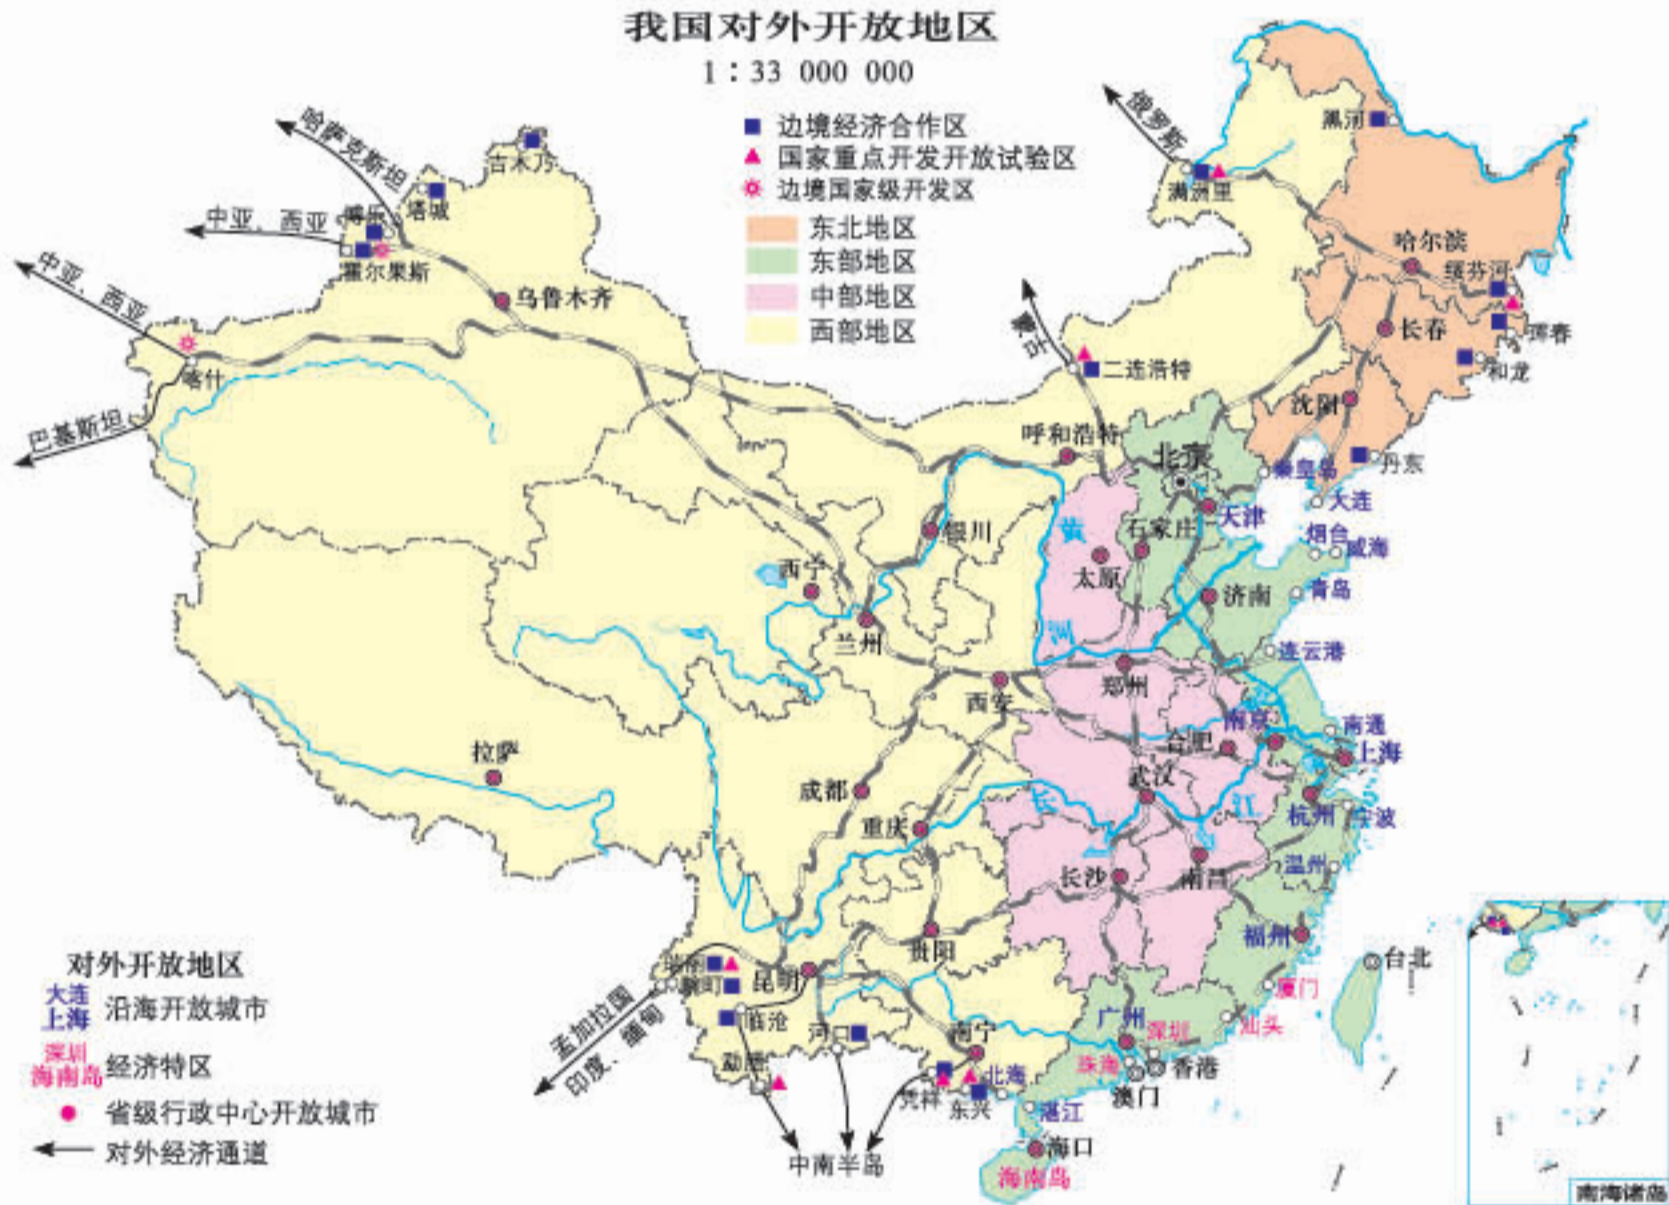 我国对外开放地区
1:33 000 000
边境经济合作区
国家重点开发开放试验区
边境国家级开发区
东北地区
东部地区
中部地区
西部地区
俄罗斯
黑河
满洲里
哈萨克斯坦
吉木乃
塔城
博乐
中亚、西亚
霍尔果斯
中亚、西亚
乌鲁木齐
哈尔滨
绥芬河
长春
珲春
和龙
蒙古
二连浩特
喀什
巴基斯坦
沈阳
呼和浩特
北京
秦皇岛
丹东
大连
天津
石家庄
烟台
威海
银川
黄
西宁
太原
济南
青岛
河
兰州
连云港
西安
郑州
南京
南通
合肥
上海
拉萨
成都
武汉
长
江
杭州
宁波
重庆
温州
长沙
南昌
贵阳
福州
台北
对外开放地区
大连
上海
沿海开放城市
深圳
海南岛
经济特区
省级行政中心开放城市
对外经济通道
瑞丽
畹町
昆明
孟加拉国
印度、缅甸
临沧
河口
南宁
勐腊
凭祥
东兴
北海
广州
深圳
厦门
汕头
珠海
香港
澳门
湛江
海口
海南岛
中南半岛
南海诸岛